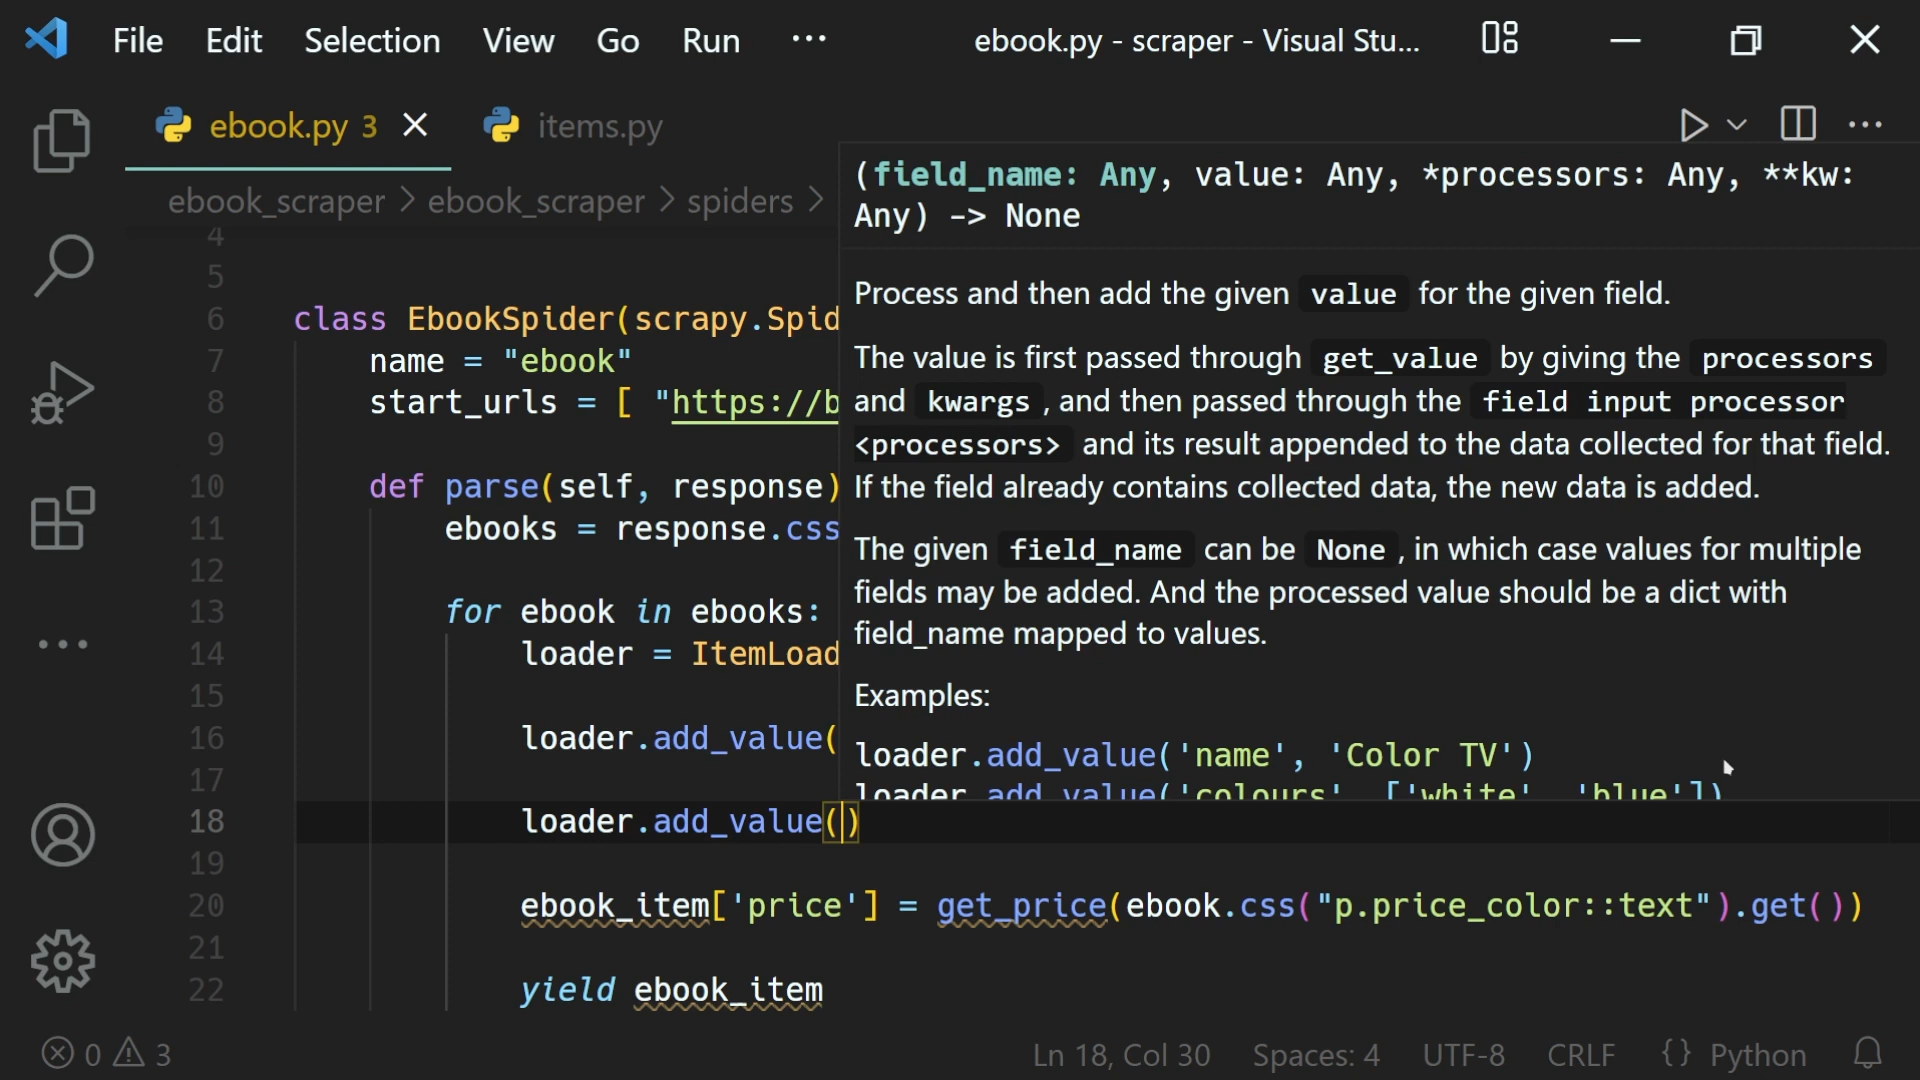 File Edit Selection View Go Run ··· ebook.py - scraper - Visual Stu...
ebook.py 3 items.py
ebook_scraper > ebook_scraper > spiders >
(field_name: Any, value: Any, *processors: Any, **kw:
Any) -> None
Process and then add the given value for the given field.
The value is first passed through get_value by giving the processors
and kwargs, and then passed through the field input processor
<processors> and its result appended to the data collected for that field.
If the field already contains collected data, the new data is added.
The given field_name can be None, in which case values for multiple
fields may be added. And the processed value should be a dict with
field_name mapped to values.
Examples:
loader.add_value('name', 'Color TV')
loader.add_value('colours', ['white', 'blue'])
4
5
6 class EbookSpider(scrapy.Spid
7 name = "ebook"
8 start_urls = [ "https://b
9
10 def parse(self, response)
11 ebooks = response.css
12
13 for ebook in ebooks:
14 loader = ItemLoad
15
16 loader.add_value(
17
18 loader.add_value()
19
20 ebook_item['price'] = get_price(ebook.css("p.price_color::text").get())
21
22 yield ebook_item
0 3 Ln 18, Col 30 Spaces: 4 UTF-8 CRLF {} Python